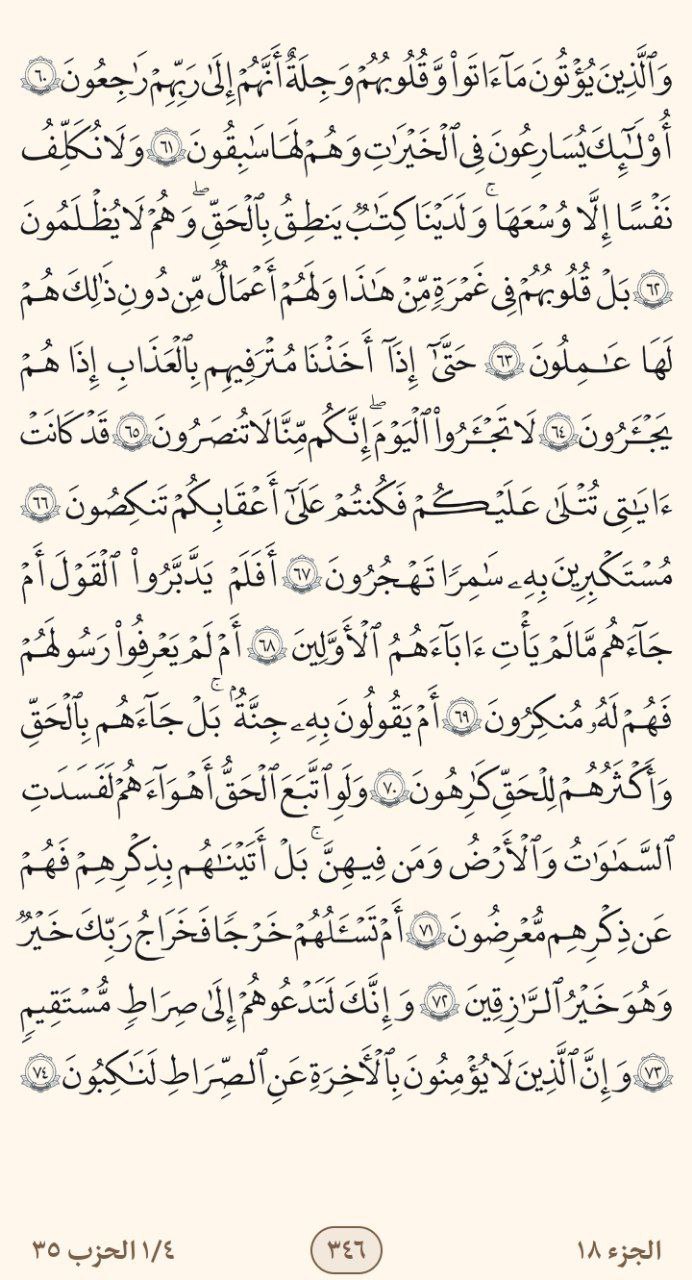 وَٱلَّذِينَ يُؤْتُونَ مَآ ءَاتَوا۟ وَّقُلُوبُهُمْ وَجِلَةٌ أَنَّهُمْ إِلَىٰ رَبِّهِمْ رَٰجِعُونَ ٦٠
أُو۟لَـٰٓئِكَ يُسَـٰرِعُونَ فِى ٱلْخَيْرَٰتِ وَهُمْ لَهَا سَـٰبِقُونَ ٦١ وَلَا نُكَلِّفُ
نَفْسًا إِلَّا وُسْعَهَا ۚ وَلَدَيْنَا كِتَـٰبٌ يَنطِقُ بِٱلْحَقِّ ۖ وَهُمْ لَا يُظْلَمُونَ
٦٢ بَلْ قُلُوبُهُمْ فِى غَمْرَةٍ مِّنْ هَـٰذَا وَلَهُمْ أَعْمَـٰلٌ مِّن دُونِ ذَٰلِكَ هُمْ
لَهَا عَـٰمِلُونَ ٦٣ حَتَّىٰٓ إِذَآ أَخَذْنَا مُتْرَفِيهِم بِٱلْعَذَابِ إِذَا هُمْ
يَجْـَٔرُونَ ٦٤ لَا تَجْـَٔرُوا۟ ٱلْيَوْمَ ۖ إِنَّكُم مِّنَّا لَا تُنصَرُونَ ٦٥ قَدْ كَانَتْ
ءَايَـٰتِى تُتْلَىٰ عَلَيْكُمْ فَكُنتُمْ عَلَىٰٓ أَعْقَـٰبِكُمْ تَنكِصُونَ ٦٦
مُسْتَكْبِرِينَ بِهِۦ سَـٰمِرًا تَهْجُرُونَ ٦٧ أَفَلَمْ يَدَّبَّرُوا۟ ٱلْقَوْلَ أَمْ
جَآءَهُم مَّا لَمْ يَأْتِ ءَابَآءَهُمُ ٱلْأَوَّلِينَ ٦٨ أَمْ لَمْ يَعْرِفُوا۟ رَسُولَهُمْ
فَهُمْ لَهُۥ مُنكِرُونَ ٦٩ أَمْ يَقُولُونَ بِهِۦ جِنَّةٌۢ ۚ بَلْ جَآءَهُم بِٱلْحَقِّ
وَأَكْثَرُهُمْ لِلْحَقِّ كَـٰرِهُونَ ٧٠ وَلَوِ ٱتَّبَعَ ٱلْحَقُّ أَهْوَآءَهُمْ لَفَسَدَتِ
ٱلسَّمَـٰوَٰتُ وَٱلْأَرْضُ وَمَن فِيهِنَّ ۚ بَلْ أَتَيْنَـٰهُم بِذِكْرِهِمْ فَهُمْ
عَن ذِكْرِهِم مُّعْرِضُونَ ٧١ أَمْ تَسْـَٔلُهُمْ خَرْجًا فَخَرَاجُ رَبِّكَ خَيْرٌ
وَهُوَ خَيْرُ ٱلرَّٰزِقِينَ ٧٢ وَإِنَّكَ لَتَدْعُوهُمْ إِلَىٰ صِرَٰطٍ مُّسْتَقِيمٍ
٧٣ وَإِنَّ ٱلَّذِينَ لَا يُؤْمِنُونَ بِٱلْـَٔاخِرَةِ عَنِ ٱلصِّرَٰطِ لَنَـٰكِبُونَ ٧٤
الجزء ١٨ ٣٤٦ ١/٤ الحزب ٣٥